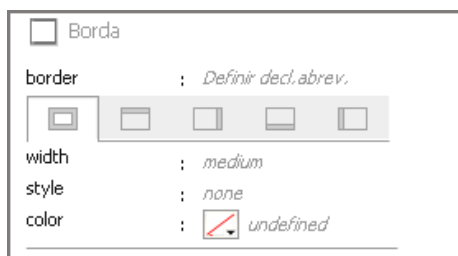 Borda
border : Definir decl. abrev.
width : medium
style : none
color : undefined